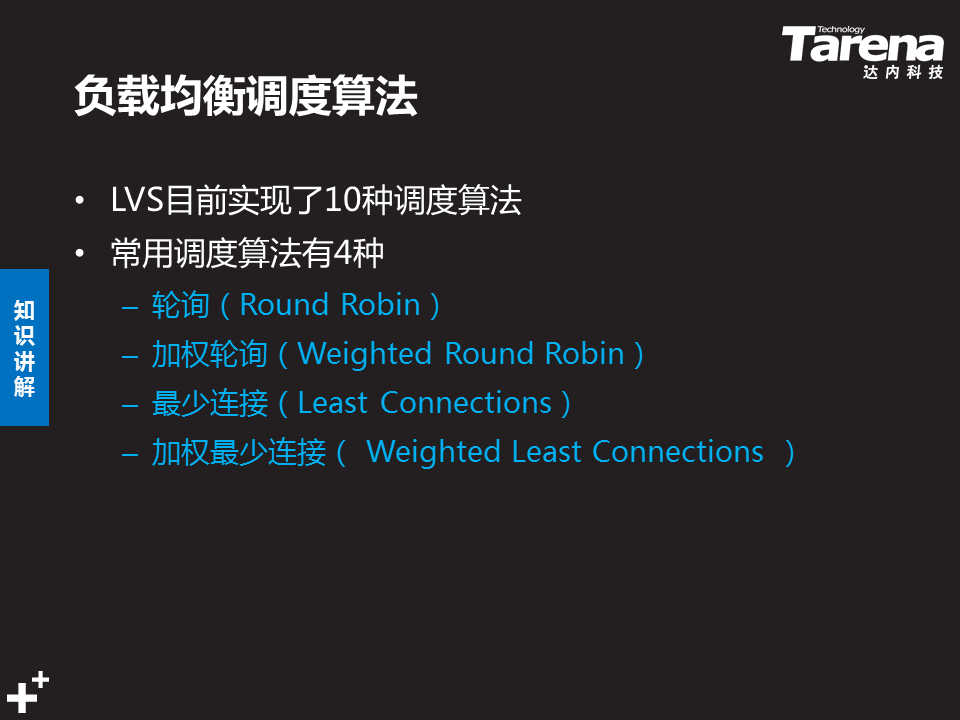 Technology
Tarena
达内科技
负载均衡调度算法
• LVS目前实现了10种调度算法
• 常用调度算法有4种
– 轮询（Round Robin）
– 加权轮询（Weighted Round Robin）
– 最少连接（Least Connections）
– 加权最少连接（ Weighted Least Connections ）
知识讲解